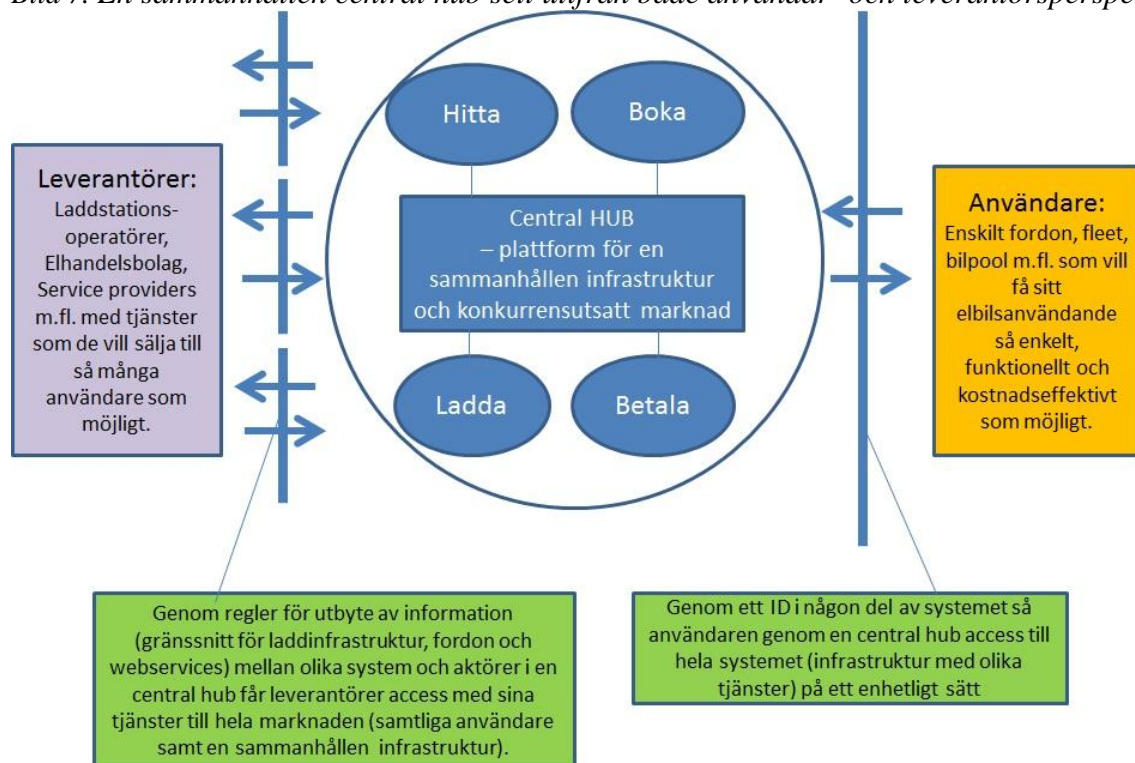 Bild 7. En sammanhållen central hub sett utifrån både användar- och leverantörsperspe
Hitta
Boka
Leverantörer:
Laddstations-
operatörer,
Elhandelsbolag,
Service providers
m.fl. med tjänster
som de vill sälja till
så många
användare som
möjligt.
Central HUB
– plattform för en
sammanhållen infrastruktur
och konkurrensutsatt marknad
Användare:
Enskilt fordon, fleet,
bilpool m.fl. som vill
få sitt
elbilsanvändande
så enkelt,
funktionellt och
kostnadseffektivt
som möjligt.
Ladda
Betala
Genom regler för utbyte av information
(gränssnitt för laddinfrastruktur, fordon och
webservices) mellan olika system och aktörer i en
central hub får leverantörer access med sina
tjänster till hela marknaden (samtliga användare
samt en sammanhållen infrastruktur).
Genom ett ID i någon del av systemet så
användaren genom en central hub access till
hela systemet (infrastruktur med olika
tjänster) på ett enhetligt sätt